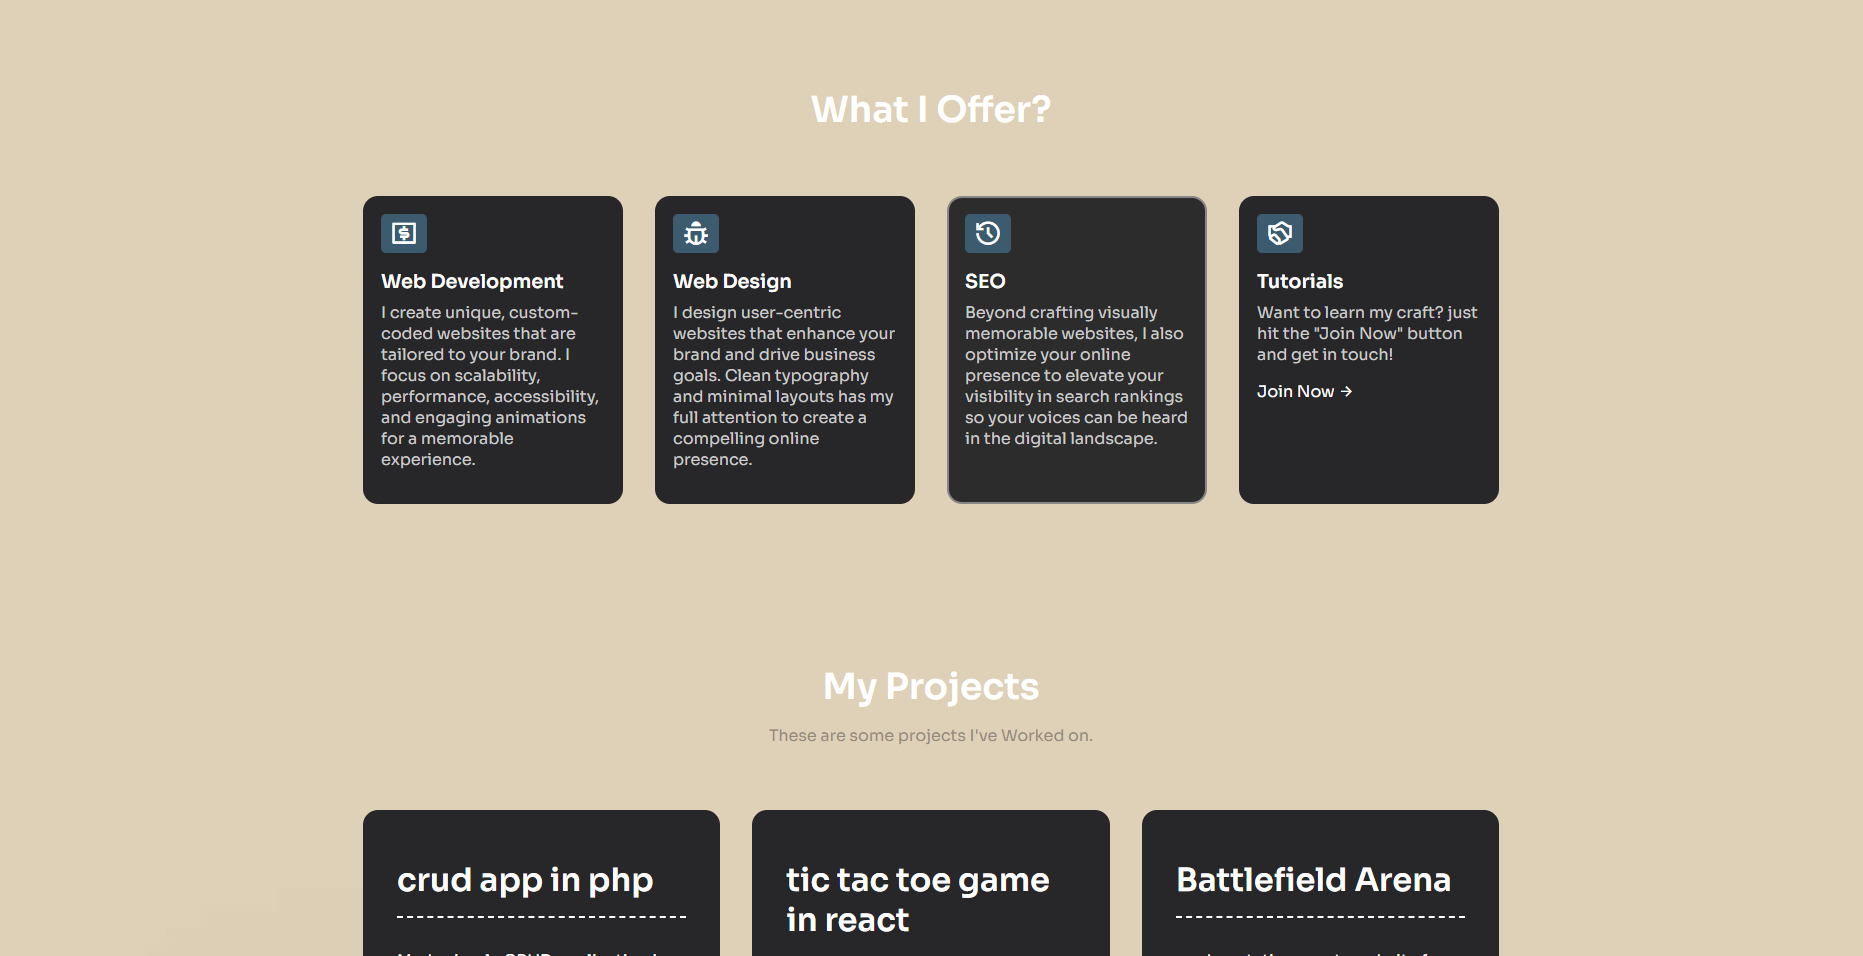 What I Offer?
Web Development
I create unique, custom-
coded websites that are
tailored to your brand. I
focus on scalability,
performance, accessibility,
and engaging animations
for a memorable
experience.
Web Design
I design user-centric
websites that enhance your
brand and drive business
goals. Clean typography
and minimal layouts has my
full attention to create a
compelling online
presence.
SEO
Beyond crafting visually
memorable websites, I also
optimize your online
presence to elevate your
visibility in search rankings
so your voices can be heard
in the digital landscape.
Tutorials
Want to learn my craft? just
hit the "Join Now" button
and get in touch!
Join Now →
My Projects
These are some projects I've Worked on.
crud app in php
tic tac toe game
in react
Battlefield Arena